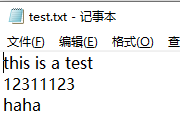 test.txt - 记事本
文件(F) 编辑(E) 格式(O) 查
this is a test
12311123
haha